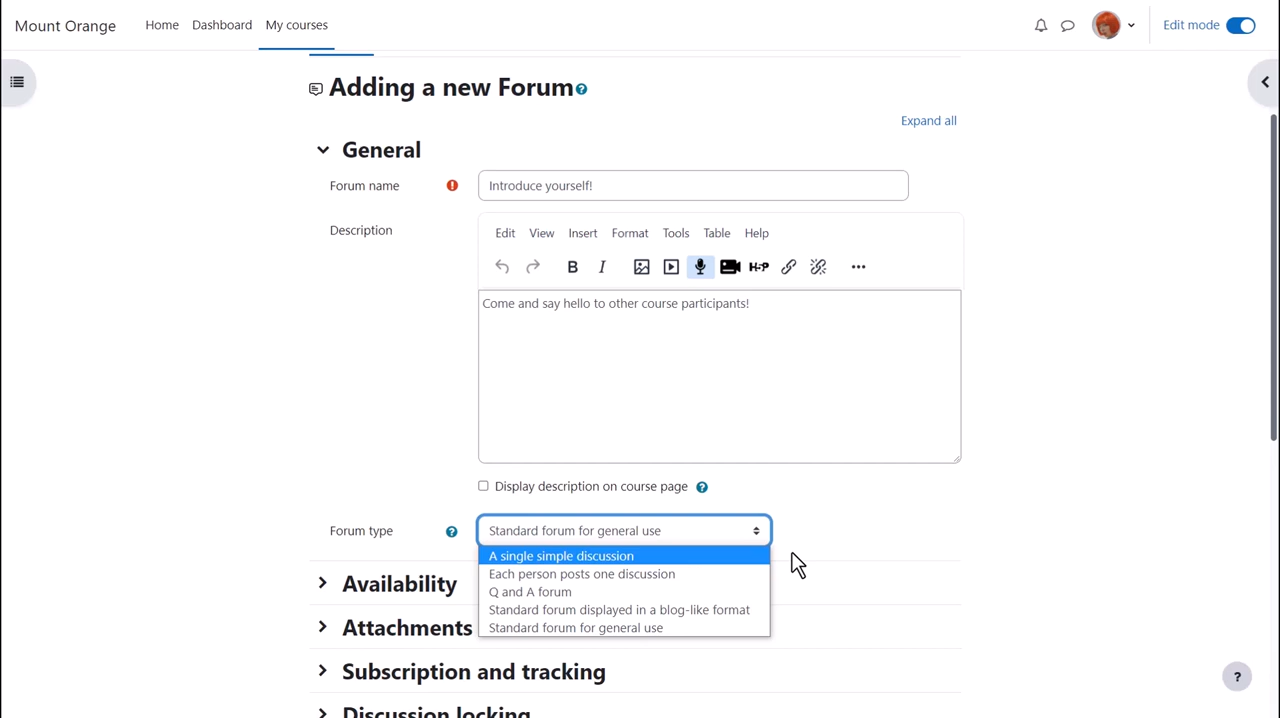 Mount Orange
Home Dashboard My courses
Edit mode
Adding a new Forum
Expand all
General
Forum name
Introduce yourself!
Description
Edit View Insert Format Tools Table Help
B I H-P
Come and say hello to other course participants!
Display description on course page
Forum type
Standard forum for general use
A single simple discussion
Each person posts one discussion
Q and A forum
Standard forum displayed in a blog-like format
Standard forum for general use
Availability
Attachments
Subscription and tracking
Discussion locking